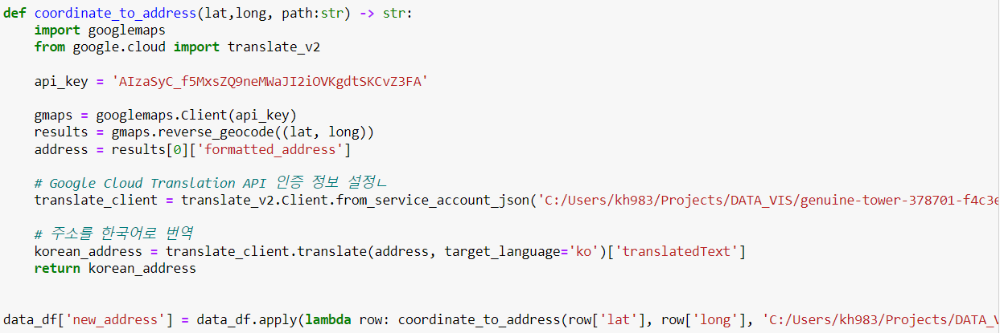 def coordinate_to_address(lat,long, path:str) -> str:
    import googlemaps
    from google.cloud import translate_v2
    api_key = 'AIzaSyC_f5MxsZQ9neMWaJI2iOVKgdtSKCvZ3FA'
    gmaps = googlemaps.Client(api_key)
    results = gmaps.reverse_geocode((lat, long))
    address = results[0]['formatted_address']
    # Google Cloud Translation API 인증 정보 설정ㄴ
    translate_client = translate_v2.Client.from_service_account_json('C:/Users/kh983/Projects/DATA_VIS/genuine-tower-378701-f4c3e
    # 주소를 한국어로 번역
    korean_address = translate_client.translate(address, target_language='ko')['translatedText']
    return korean_address
data_df['new_address'] = data_df.apply(lambda row: coordinate_to_address(row['lat'], row['long'], 'C:/Users/kh983/Projects/DATA_V